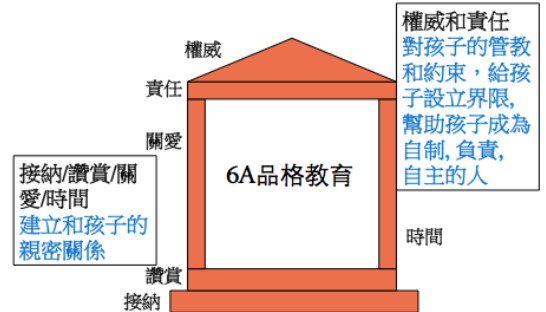 權威
責任
關愛
6A品格教育
時間
讚賞
接納
接納/讚賞/關
愛/時間
建立和孩子的
親密關係
權威和責任
對孩子的管教
和約束，給孩
子設立界限,
幫助孩子成為
自制, 負責,
自主的人